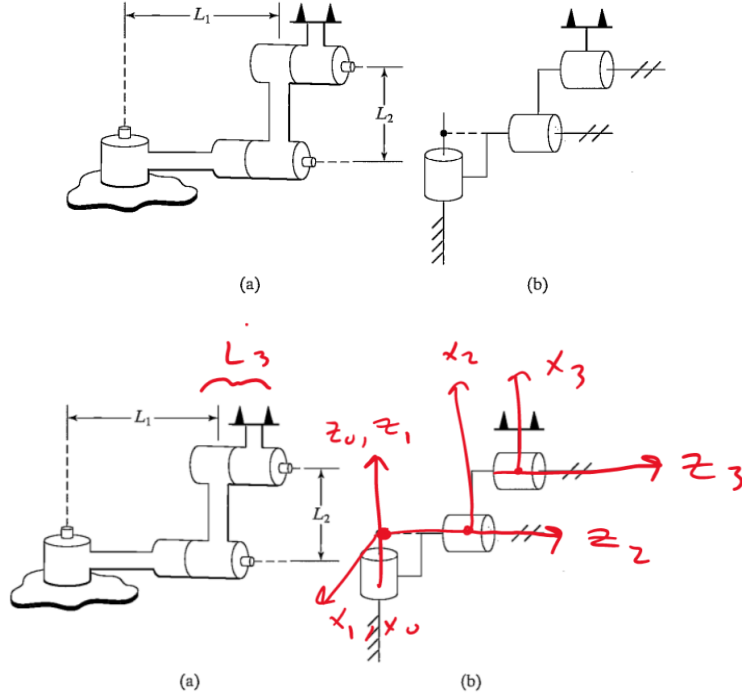 L₁
L₂
(a)
(b)
L₃
L₁
L₂
z₀, z₁
x₂
x₃
z₃
z₂
x₁, x₀
(a)
(b)